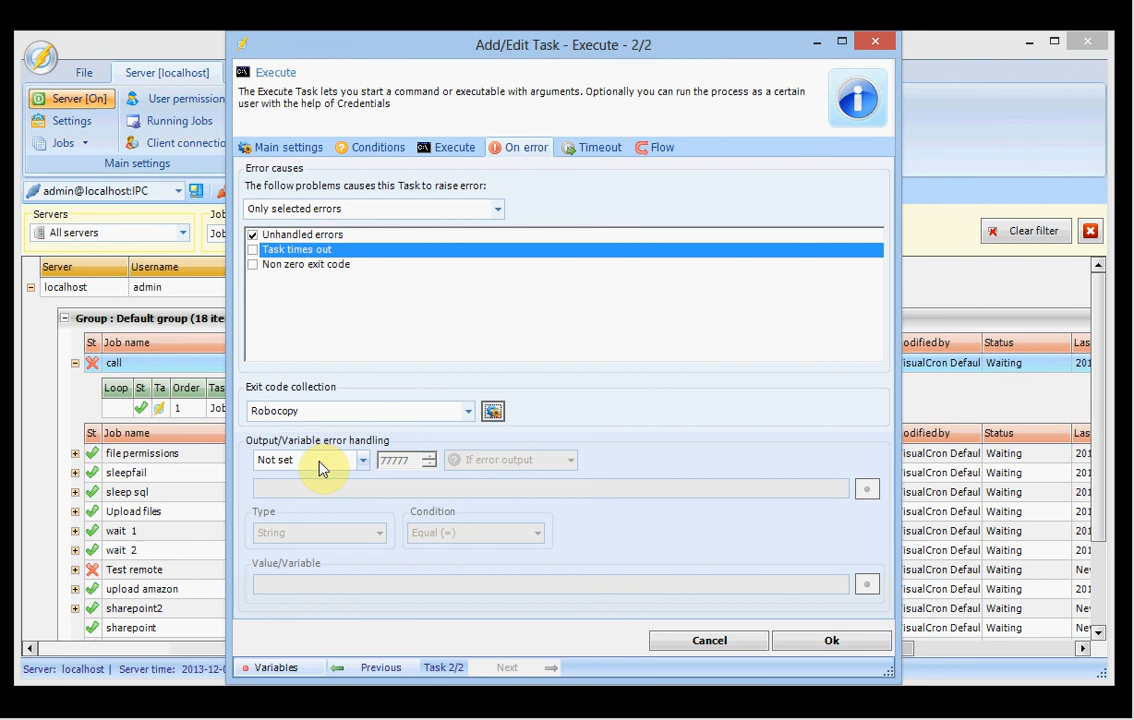 Add/Edit Task - Execute - 2/2
File
Server [localhost]
Server [On]
User permission
Settings
Running Jobs
Jobs
Client connectio
Main settings
admin@localhost:IPC
Servers
Job
All servers
Job
Clear filter
Server
Username
localhost
admin
Group : Default group (18 ite
St
Job name
odified by
Status
Las
call
isualCron Defaul
Waiting
201
Loop
St
Ta
Order
Tas
1
Job
St
Job name
odified by
Status
Las
file permissions
isualCron Defaul
Waiting
201
sleepfail
isualCron Defaul
Waiting
201
sleep sql
isualCron Defaul
Waiting
201
Upload files
isualCron Defaul
Waiting
201
wait 1
isualCron Defaul
Waiting
201
wait 2
isualCron Defaul
Waiting
201
Test remote
isualCron Defaul
Waiting
Ne
upload amazon
isualCron Defaul
Waiting
201
sharepoint2
isualCron Defaul
Waiting
Ne
sharepoint
isualCron Defaul
Waiting
Ne
Server: localhost
Server time: 2013-12-0
Execute
The Execute Task lets you start a command or executable with arguments. Optionally you can run the process as a certain
user with the help of Credentials
Main settings
Conditions
Execute
On error
Timeout
Flow
Error causes
The follow problems causes this Task to raise error:
Only selected errors
Unhandled errors
Task times out
Non zero exit code
Exit code collection
Robocopy
Output/Variable error handling
Not set
77777
If error output
Type
Condition
String
Equal (=)
Value/Variable
Cancel
Ok
Variables
Previous
Task 2/2
Next